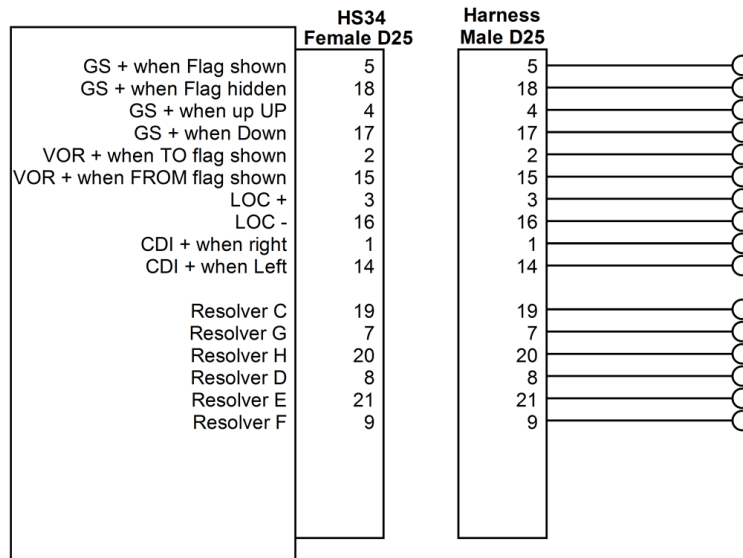 HS34
Female D25
Harness
Male D25
GS + when Flag shown 5 5
GS + when Flag hidden 18 18
GS + when up UP 4 4
GS + when Down 17 17
VOR + when TO flag shown 2 2
VOR + when FROM flag shown 15 15
LOC + 3 3
LOC - 16 16
CDI + when right 1 1
CDI + when Left 14 14
Resolver C 19 19
Resolver G 7 7
Resolver H 20 20
Resolver D 8 8
Resolver E 21 21
Resolver F 9 9